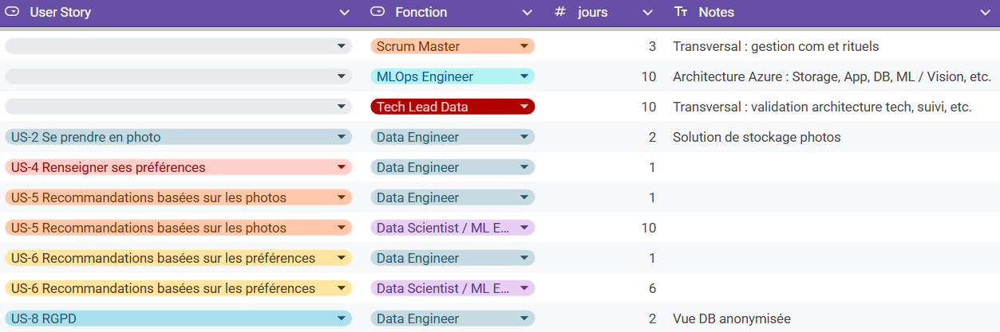 User Story Fonction # jours Tт Notes
Scrum Master 3 Transversal : gestion com et rituels
MLOps Engineer 10 Architecture Azure : Storage, App, DB, ML / Vision, etc.
Tech Lead Data 10 Transversal : validation architecture tech, suivi, etc.
US-2 Se prendre en photo Data Engineer 2 Solution de stockage photos
US-4 Renseigner ses préférences Data Engineer 1
US-5 Recommandations basées sur les photos Data Engineer 1
US-5 Recommandations basées sur les photos Data Scientist / ML E... 10
US-6 Recommandations basées sur les préférences Data Engineer 1
US-6 Recommandations basées sur les préférences Data Scientist / ML E... 6
US-8 RGPD Data Engineer 2 Vue DB anonymisée